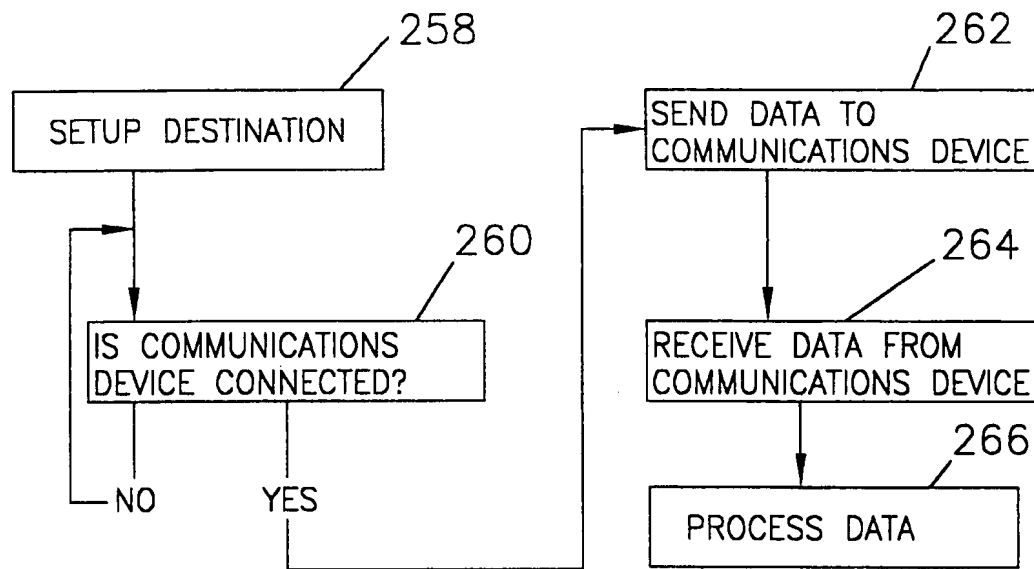 258
SETUP DESTINATION
260
IS COMMUNICATIONS
DEVICE CONNECTED?
NO
YES
262
SEND DATA TO
COMMUNICATIONS DEVICE
264
RECEIVE DATA FROM
COMMUNICATIONS DEVICE
266
PROCESS DATA